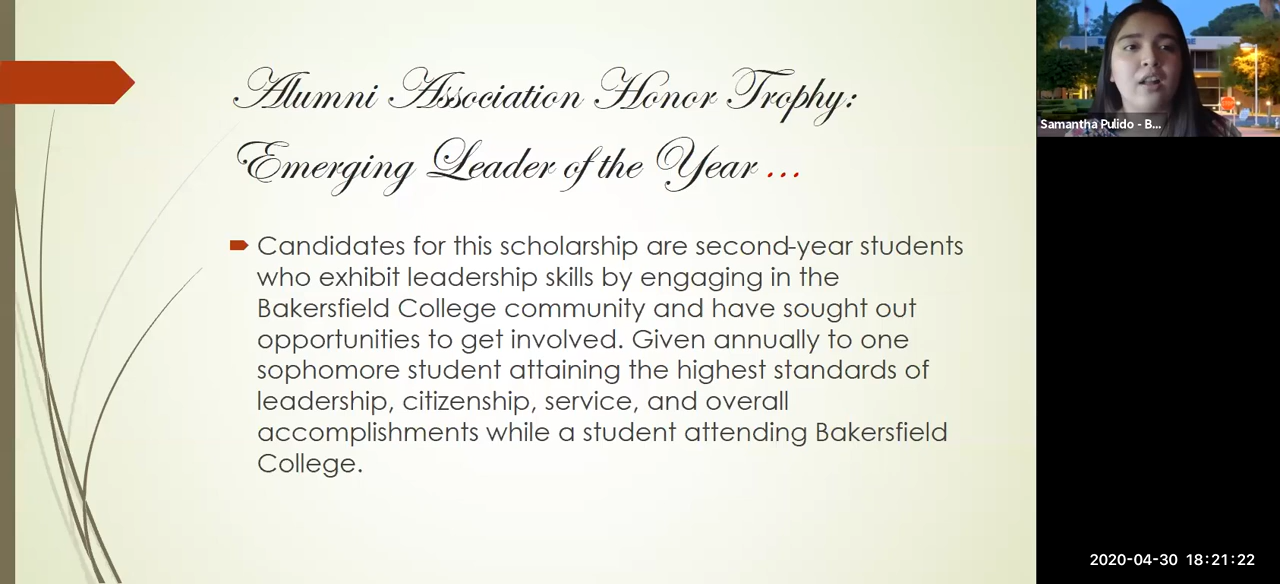 Alumni Association Honor Trophy:
Emerging Leader of the Year ...
Candidates for this scholarship are second-year students
who exhibit leadership skills by engaging in the
Bakersfield College community and have sought out
opportunities to get involved. Given annually to one
sophomore student attaining the highest standards of
leadership, citizenship, service, and overall
accomplishments while a student attending Bakersfield
College.
Samantha Pulido - B...
2020-04-30 18:21:22